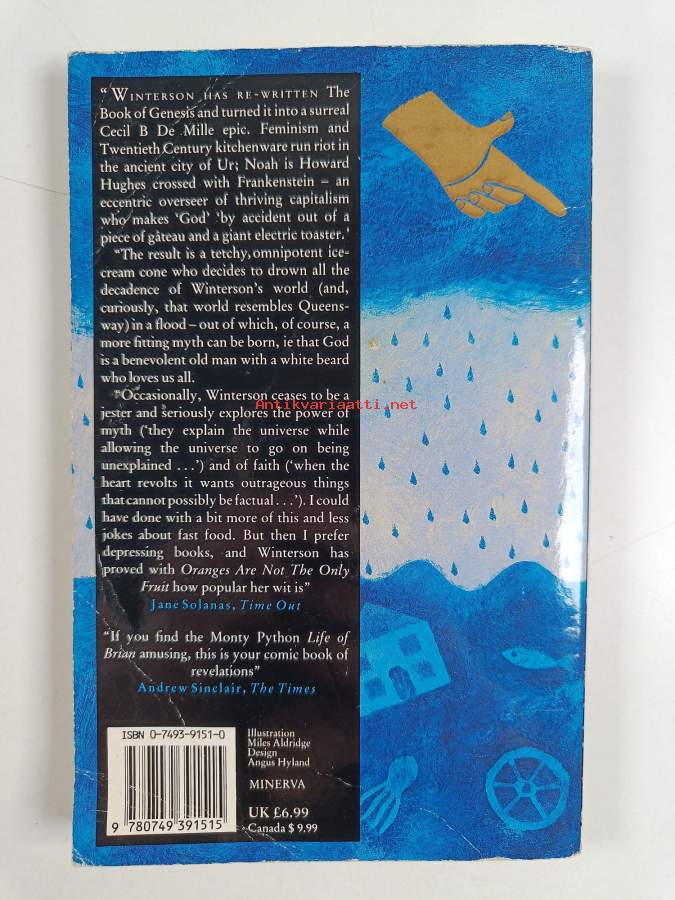 “WINTERSON HAS RE-WRITTEN The
Book of Genesis and turned it into a surreal
Cecil B De Mille epic. Feminism and
Twentieth Century kitchenware run riot in
the ancient city of Ur; Noah is Howard
Hughes crossed with Frankenstein – an
eccentric overseer of thriving capitalism
who makes ‘God’ ‘by accident out of a
piece of gâteau and a giant electric toaster.’
“The result is a tetchy, omnipotent ice-
cream cone who decides to drown all the
decadence of Winterson’s world (and,
curiously, that world resembles Queens-
way) in a flood – out of which, of course, a
more fitting myth can be born, ie that God
is a benevolent old man with a white beard
who loves us all.
“Occasionally, Winterson ceases to be a
jester and seriously explores the power of
myth (‘they explain the universe while
allowing the universe to go on being
unexplained ...’) and of faith (‘when the
heart revolts it wants outrageous things
that cannot possibly be factual ...’). I could
have done with a bit more of this and less
jokes about fast food. But then I prefer
depressing books, and Winterson has
proved with Oranges Are Not The Only
Fruit how popular her wit is”
Jane Solanas, Time Out
“If you find the Monty Python Life of
Brian amusing, this is your comic book of
revelations”
Andrew Sinclair, The Times
ISBN 0-7493-9151-0
9 780749 391515
Illustration
Miles Aldridge
Design
Angus Hyland
MINERVA
UK £6.99
Canada $ 9.99
Antikvariaatti.net